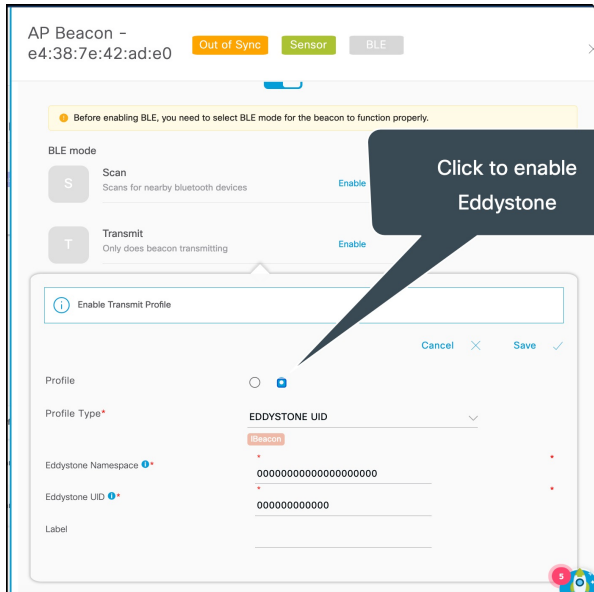 AP Beacon -
e4:38:7e:42:ad:e0
Out of Sync
Sensor
BLE
Before enabling BLE, you need to select BLE mode for the beacon to function properly.
BLE mode
S
Scan
Scans for nearby bluetooth devices
Enable
Click to enable
Eddystone
T
Transmit
Only does beacon transmitting
Enable
i Enable Transmit Profile
Cancel
Save
Profile
Profile Type*
EDDYSTONE UID
IBeacon
Eddystone Namespace i*
* 00000000000000000000 *
Eddystone UID i*
* 000000000000 *
Label
5